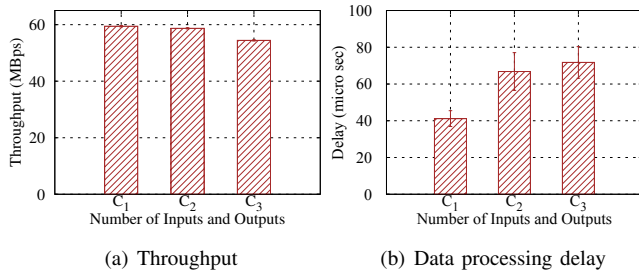 60
40
20
0
Throughput (MBps)
C1 C2 C3
Number of Inputs and Outputs
(a) Throughput
100
80
60
40
20
0
Delay (micro sec)
C1 C2 C3
Number of Inputs and Outputs
(b) Data processing delay